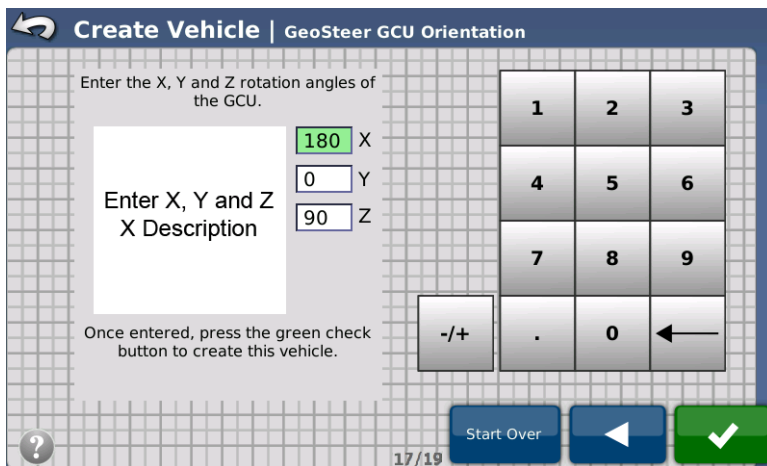 Create Vehicle | GeoSteer GCU Orientation
Enter the X, Y and Z rotation angles of
the GCU.
Enter X, Y and Z
X Description
180 X
0 Y
90 Z
Once entered, press the green check
button to create this vehicle.
1 2 3
4 5 6
7 8 9
-/+ . 0
?
17/19
Start Over